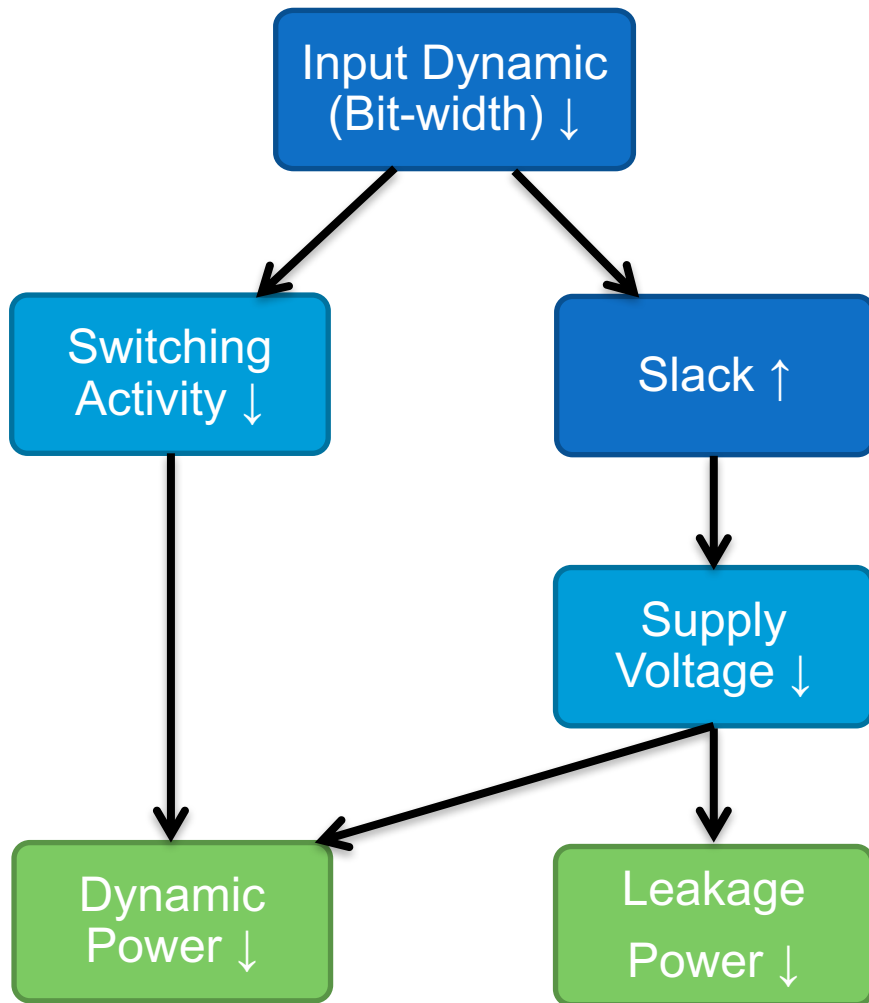 Input Dynamic
(Bit-width) ↓
Switching
Activity ↓
Slack ↑
Supply
Voltage ↓
Dynamic
Power ↓
Leakage
Power ↓